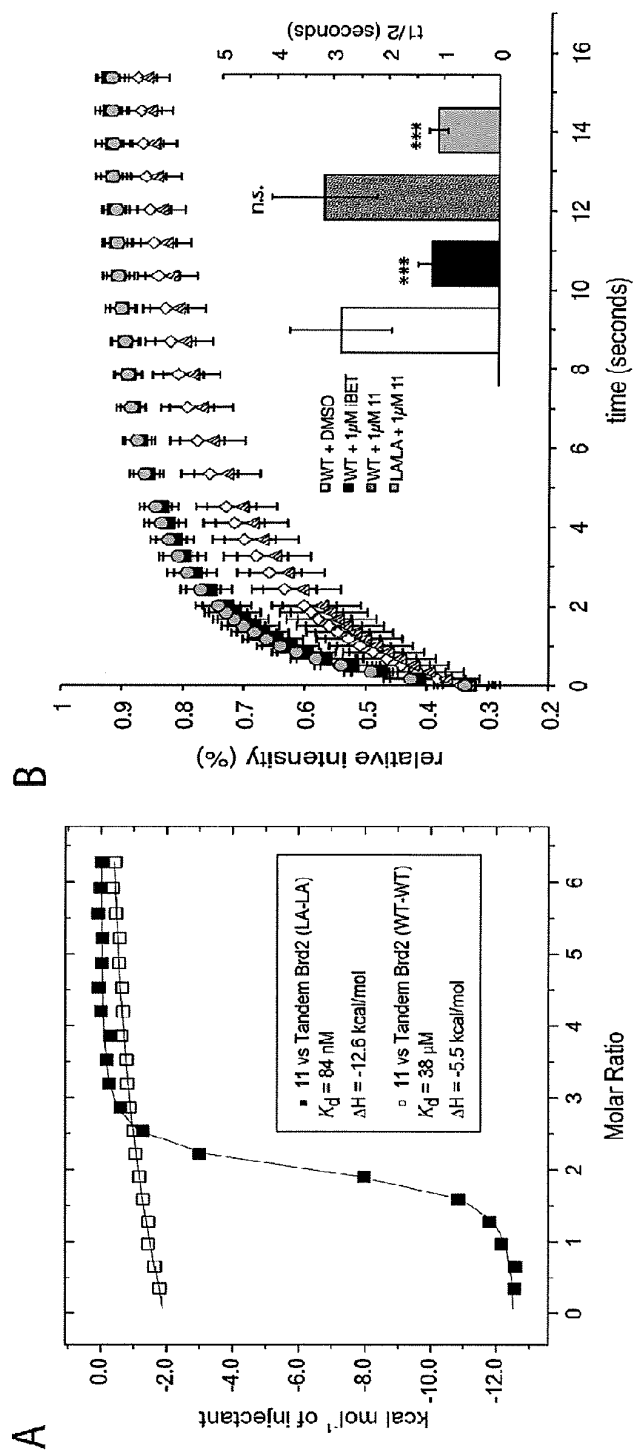 A
kcal mol⁻¹ of injectant
0.0
-2.0
-4.0
-6.0
-8.0
-10.0
-12.0
■ 11 vs Tandem Brd2 (LA-LA)
Kd = 84 nM
ΔH = -12.6 kcal/mol
□ 11 vs Tandem Brd2 (WT-WT)
Kd = 38 μM
ΔH = -5.5 kcal/mol
0 1 2 3 4 5 6
Molar Ratio
B
relative intensity (%)
1
0.9
0.8
0.7
0.6
0.5
0.4
0.3
0.2
WT + DMSO
WT + 1μM iBET
WT + 1μM 11
LA/LA + 1μM 11
***
n.s.
***
5
4
3
2
1
0
t1/2 (seconds)
0 2 4 6 8 10 12 14 16
time (seconds)